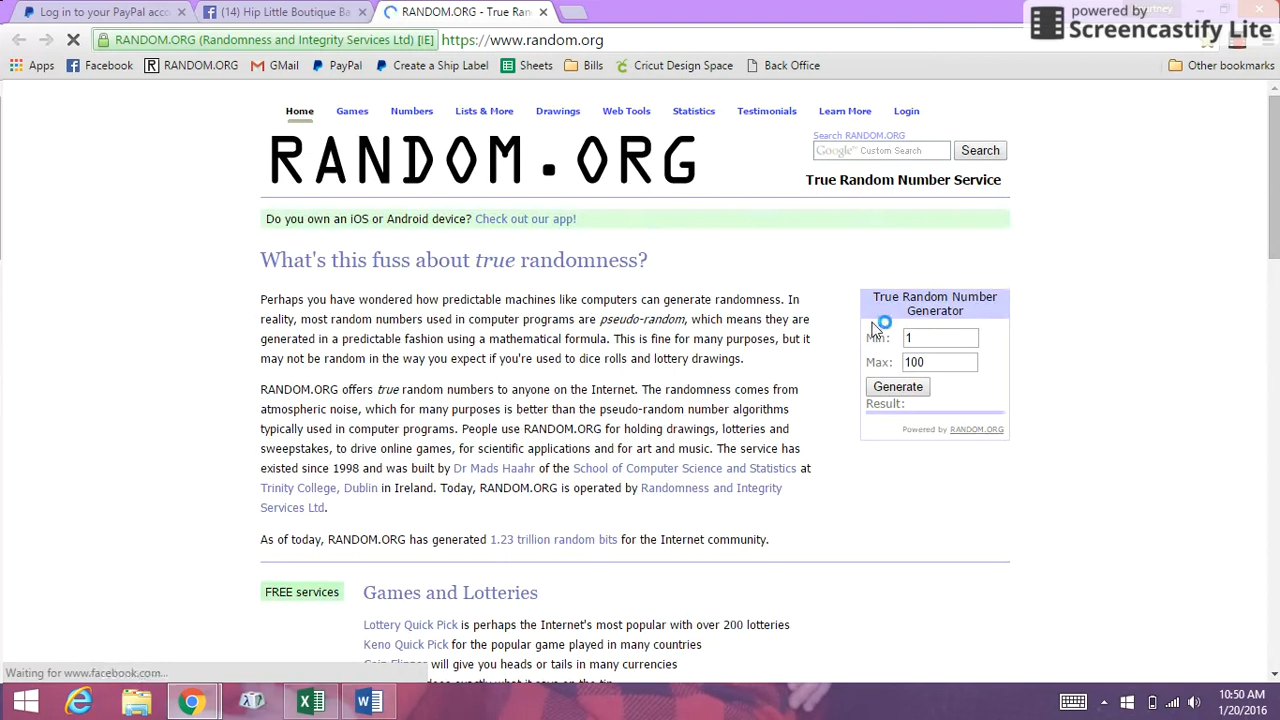 powered by
Screencastify Lite
Log in to your PayPal acco
(14) Hip Little Boutique Ba
RANDOM.ORG - True Ran
RANDOM.ORG (Randomness and Integrity Services Ltd) [IE] https://www.random.org
Apps Facebook RANDOM.ORG GMail PayPal Create a Ship Label Sheets Bills Cricut Design Space Back Office Other bookmarks
Home Games Numbers Lists & More Drawings Web Tools Statistics Testimonials Learn More Login
RANDOM.ORG
Search RANDOM.ORG
Google™ Custom Search Search
True Random Number Service
Do you own an iOS or Android device? Check out our app!
What's this fuss about true randomness?
Perhaps you have wondered how predictable machines like computers can generate randomness. In
reality, most random numbers used in computer programs are pseudo-random, which means they are
generated in a predictable fashion using a mathematical formula. This is fine for many purposes, but it
may not be random in the way you expect if you're used to dice rolls and lottery drawings.
RANDOM.ORG offers true random numbers to anyone on the Internet. The randomness comes from
atmospheric noise, which for many purposes is better than the pseudo-random number algorithms
typically used in computer programs. People use RANDOM.ORG for holding drawings, lotteries and
sweepstakes, to drive online games, for scientific applications and for art and music. The service has
existed since 1998 and was built by Dr Mads Haahr of the School of Computer Science and Statistics at
Trinity College, Dublin in Ireland. Today, RANDOM.ORG is operated by Randomness and Integrity
Services Ltd.
As of today, RANDOM.ORG has generated 1.23 trillion random bits for the Internet community.
True Random Number
Generator
Min: 1
Max: 100
Generate
Result:
Powered by RANDOM.ORG
FREE services
Games and Lotteries
Lottery Quick Pick is perhaps the Internet's most popular with over 200 lotteries
Keno Quick Pick for the popular game played in many countries
Coin Flipper will give you heads or tails in many currencies
Waiting for www.facebook.com...
10:50 AM
1/20/2016